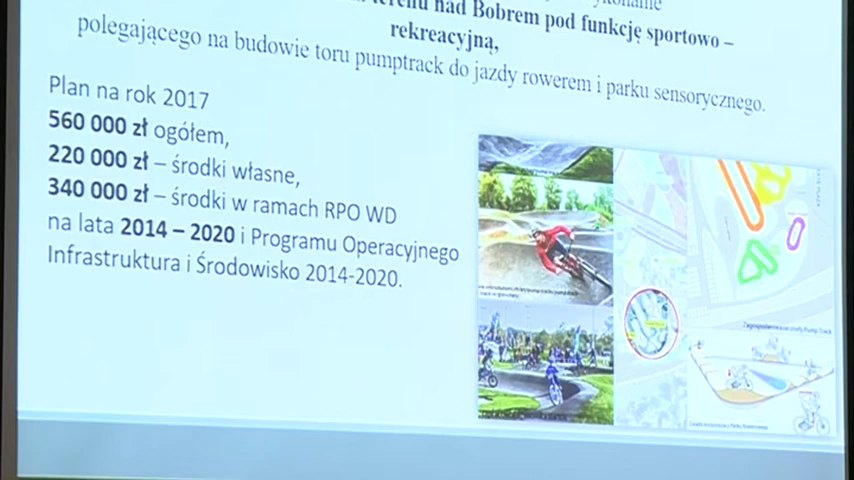 terenu nad Bobrem pod funkcję sportowo –
rekreacyjną,
polegającego na budowie toru pumptrack do jazdy rowerem i parku sensorycznego.
Plan na rok 2017
560 000 zł ogółem,
220 000 zł – środki własne,
340 000 zł – środki w ramach RPO WD
na lata 2014 – 2020 i Programu Operacyjnego
Infrastruktura i Środowisko 2014-2020.